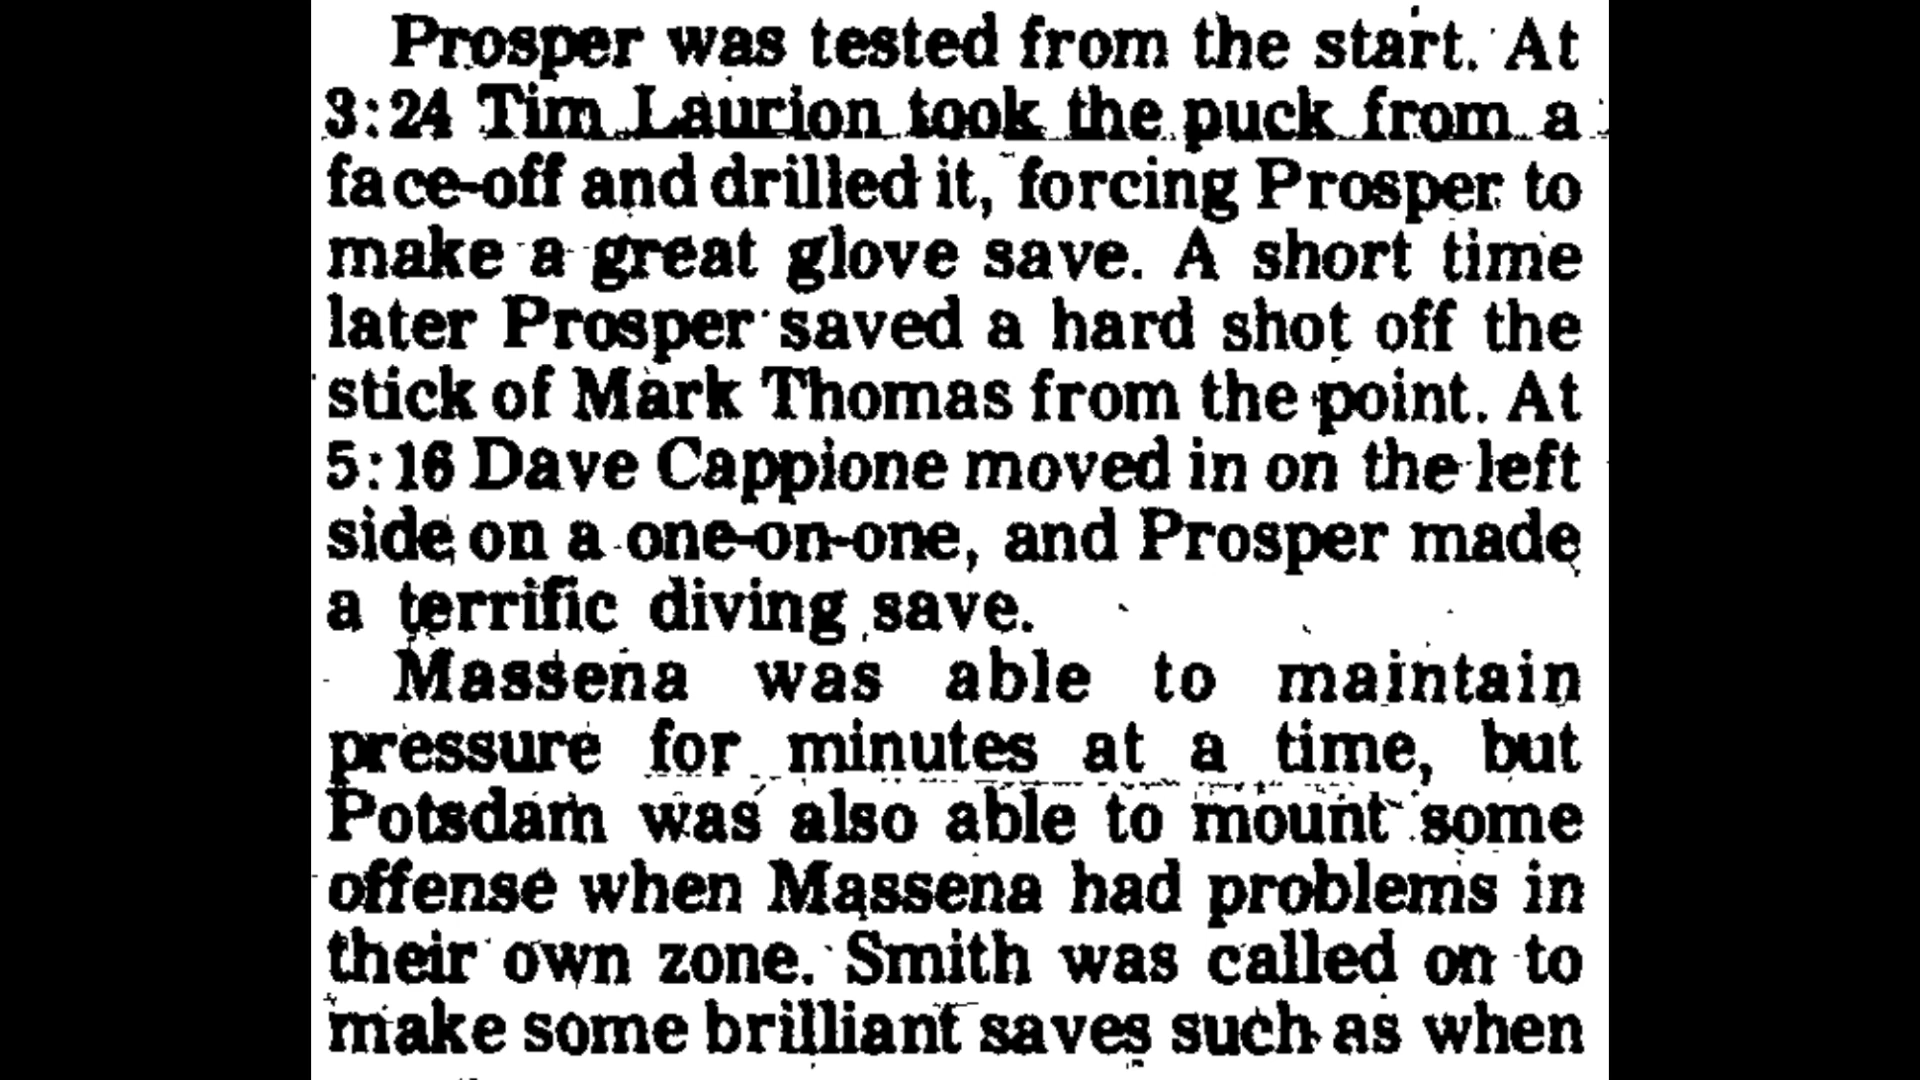 Prosper was tested from the start. At
3:24 Tim Laurion took the puck from a
face-off and drilled it, forcing Prosper to
make a great glove save. A short time
later Prosper saved a hard shot off the
stick of Mark Thomas from the point. At
5:16 Dave Cappione moved in on the left
side on a one-on-one, and Prosper made
a terrific diving save.
Massena was able to maintain
pressure for minutes at a time, but
Potsdam was also able to mount some
offense when Massena had problems in
their own zone. Smith was called on to
make some brilliant saves such as when